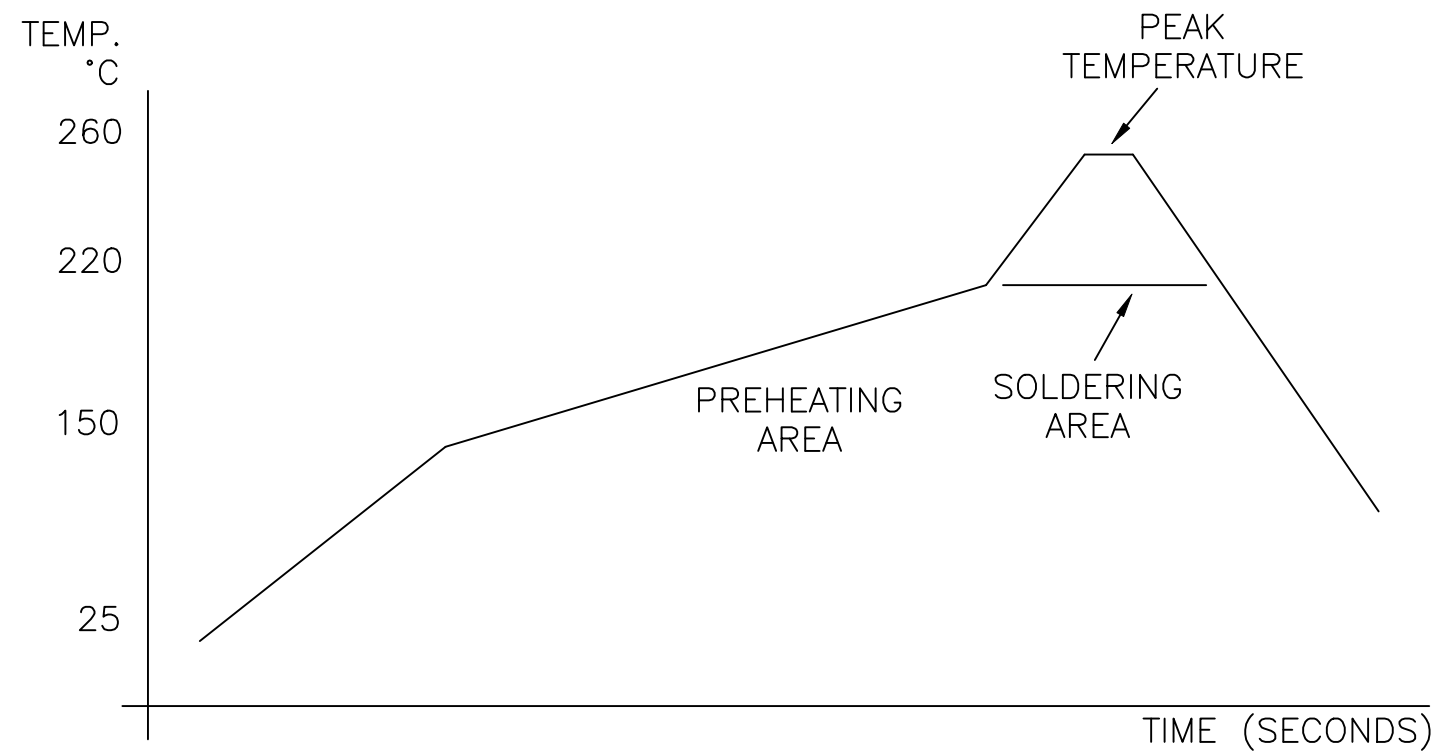 TEMP.
°C
260
220
150
25
PEAK
TEMPERATURE
PREHEATING
AREA
SOLDERING
AREA
TIME (SECONDS)